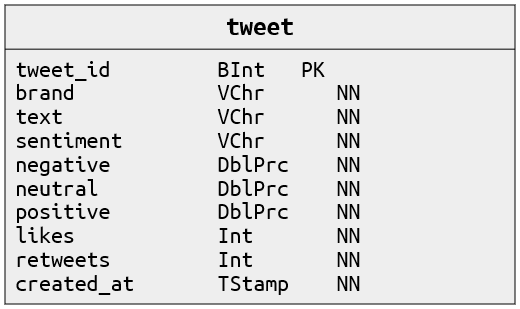 tweet
tweet_id BInt PK
brand VChr NN
text VChr NN
sentiment VChr NN
negative DblPrc NN
neutral DblPrc NN
positive DblPrc NN
likes Int NN
retweets Int NN
created_at TStamp NN